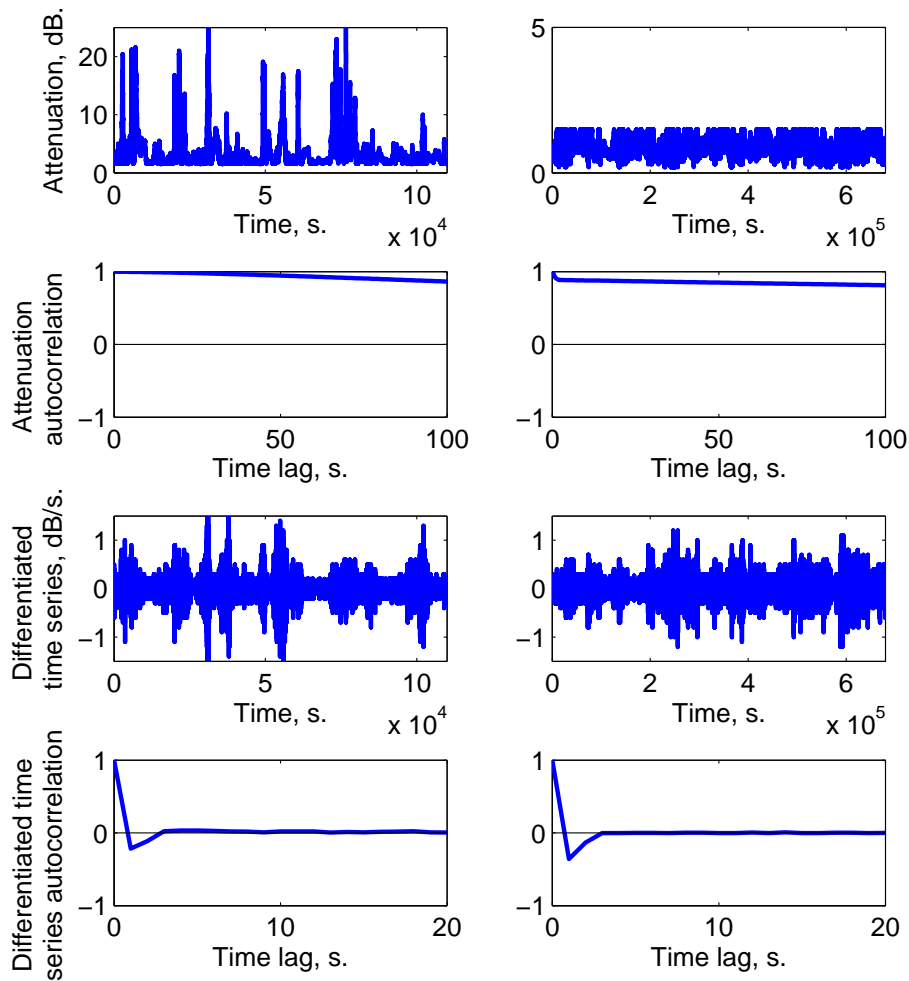 Attenuation, dB.
20
10
0
0
5
10
Time, s.
x 10^4
5
0
0
2
4
6
Time, s.
x 10^5
Attenuation
autocorrelation
1
0
−1
0
50
100
Time lag, s.
1
0
−1
0
50
100
Time lag, s.
Differentiated
time series, dB/s.
1
0
−1
0
5
10
Time, s.
x 10^4
1
0
−1
0
2
4
6
Time, s.
x 10^5
Differentiated time
series autocorrelation
1
0
−1
0
10
20
Time lag, s.
1
0
−1
0
10
20
Time lag, s.